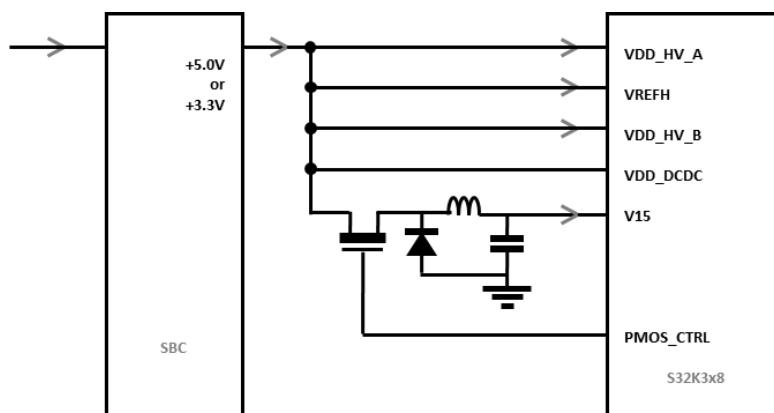 +5.0V
or
+3.3V
SBC
VDD_HV_A
VREFH
VDD_HV_B
VDD_DCDC
V15
PMOS_CTRL
S32K3x8